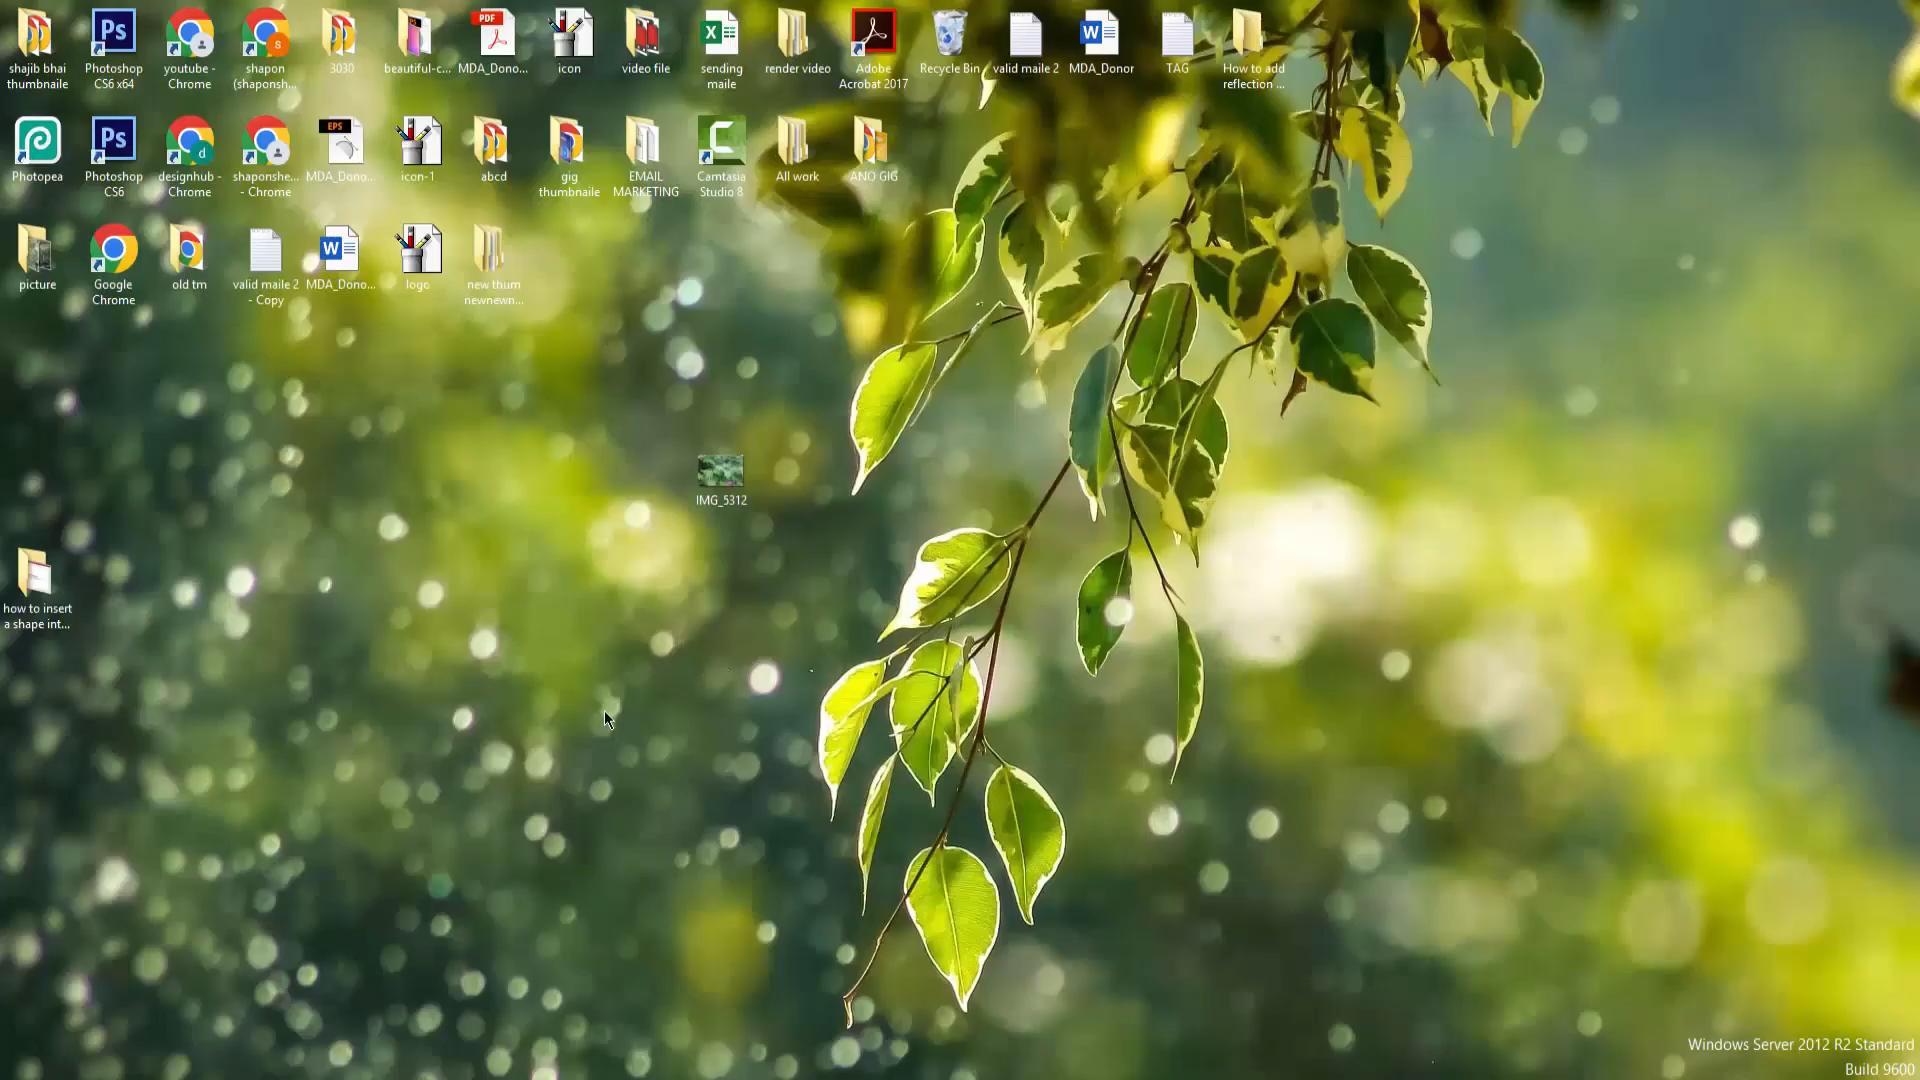 shajib bhai
thumbnaile
Photoshop
CS6 x64
youtube -
Chrome
shapon
(shaponsh...
3030
beautiful-c...
MDA_Dono...
icon
video file
sending
maile
render video
Adobe
Acrobat 2017
Recycle Bin
valid maile 2
MDA_Donor
TAG
How to add
reflection ...
Photopea
Photoshop
CS6
designhub -
Chrome
shaponshe...
- Chrome
MDA_Dono...
icon-1
abcd
gig
thumbnaile
EMAIL
MARKETING
Camtasia
Studio 8
All work
ANO GIG
picture
Google
Chrome
old tm
valid maile 2
- Copy
MDA_Dono...
logo
new thum
newnewn...
IMG_5312
how to insert
a shape int...
Windows Server 2012 R2 Standard
Build 9600
Ps
S
PDF
X
W
Ps
d
EPS
C
W